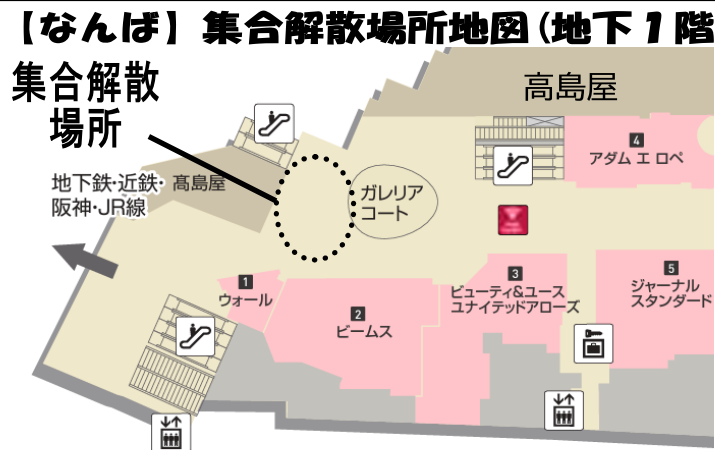 【なんば】集合解散場所地図(地下1階
集合解散
場所
高島屋
4
アダム エ ロペ
地下鉄・近鉄・髙島屋
阪神・JR線
ガレリア
コート
1
ウォール
2
ビームス
3
ビューティ&ユース
ユナイテッドアローズ
5
ジャーナル
スタンダード